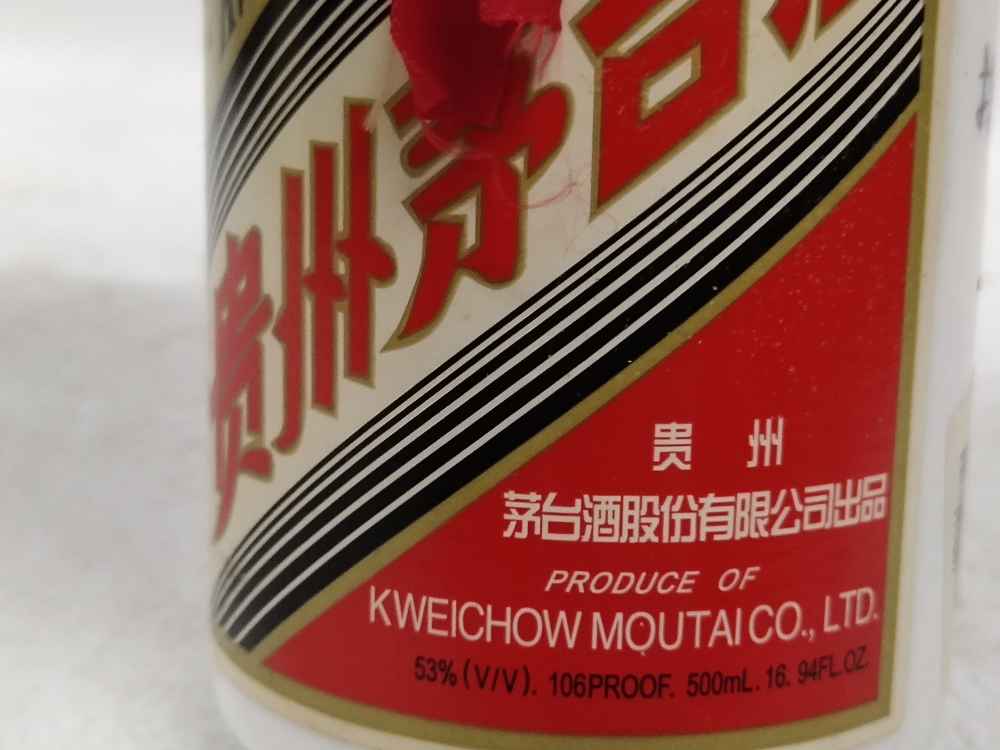 贵州茅台
贵 州
茅台酒股份有限公司出品
PRODUCE OF
KWEICHOW MOUTAI CO., LTD.
53% (V/V). 106PROOF. 500mL. 16. 94FL.OZ.